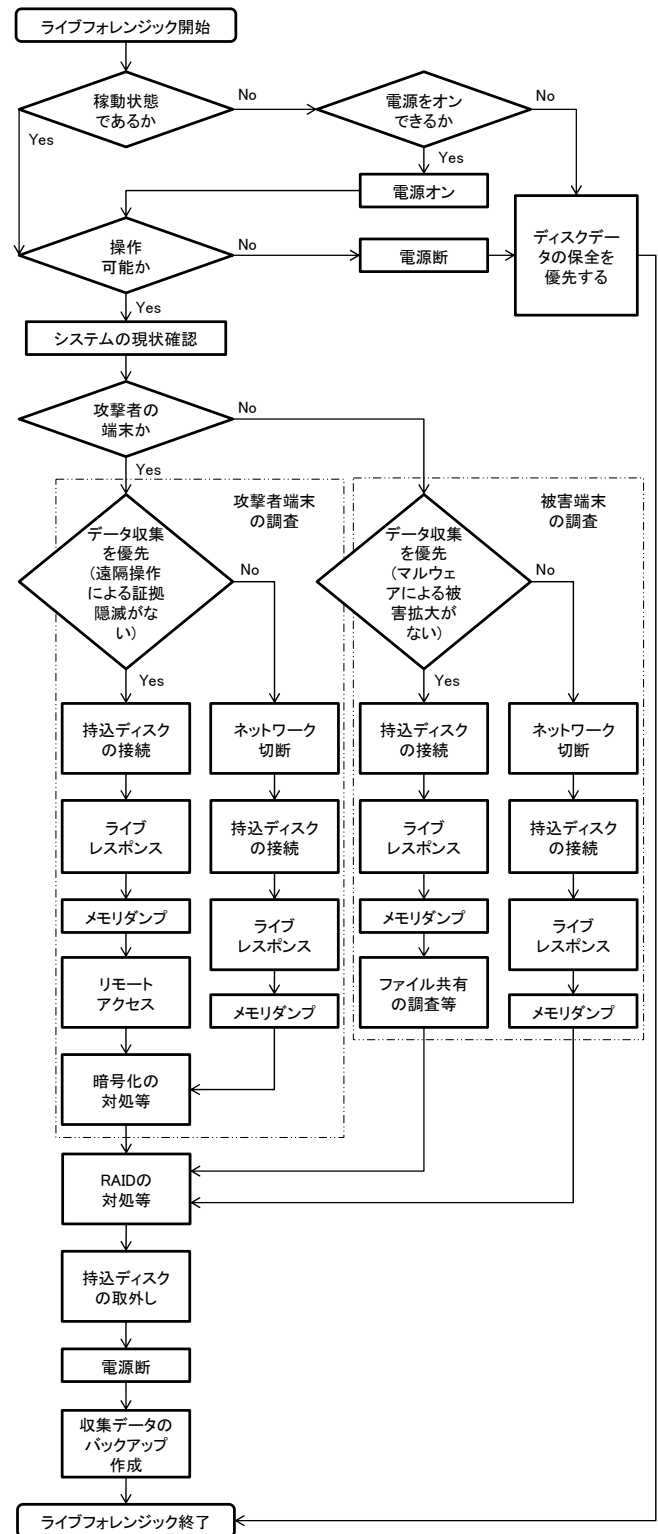 ライブフォレンジック開始
稼動状態
であるか
No
電源をオン
できるか
No
Yes
Yes
電源オン
操作
可能か
No
電源断
ディスクデー
タの保全を
優先する
Yes
システムの現状確認
攻撃者の
端末か
No
Yes
攻撃者端末
の調査
被害端末
の調査
データ収集
を優先
(遠隔操作
による証拠
隠滅がな
い)
No
データ収集
を優先
(マルウェ
アによる被
害拡大が
ない)
No
Yes
Yes
持込ディスク
の接続
ネットワーク
切断
持込ディスク
の接続
ネットワーク
切断
ライブ
レスポンス
持込ディスク
の接続
ライブ
レスポンス
持込ディスク
の接続
メモリダンプ
ライブ
レスポンス
メモリダンプ
ライブ
レスポンス
リモート
アクセス
メモリダンプ
ファイル共有
の調査等
メモリダンプ
暗号化の
対処等
RAIDの
対処等
持込ディスク
の取外し
電源断
収集データの
バックアップ
作成
ライブフォレンジック終了